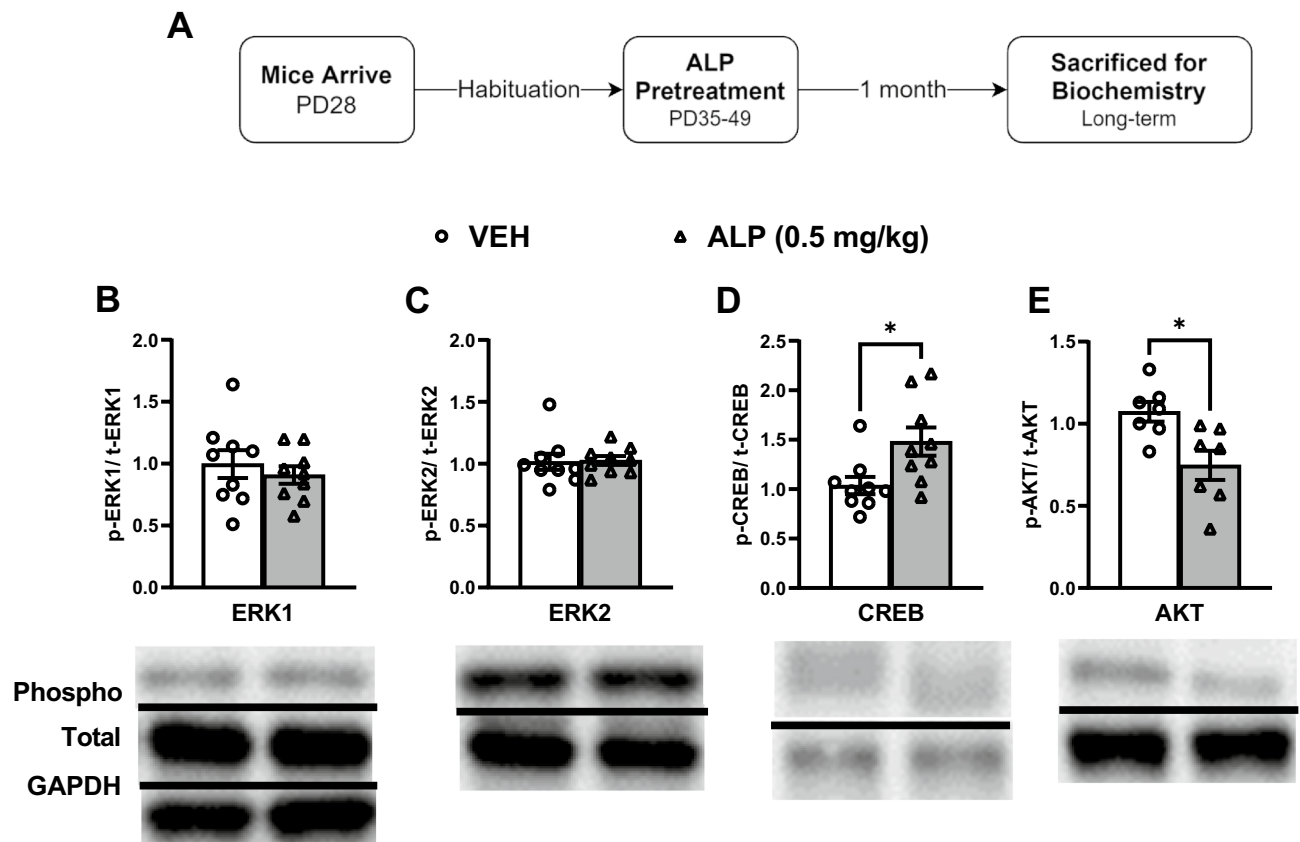 A
Mice Arrive
PD28
Habituation
ALP
Pretreatment
PD35-49
1 month
Sacrificed for
Biochemistry
Long-term
VEH
ALP (0.5 mg/kg)
B
p-ERK1/ t-ERK1
2.0
1.5
1.0
0.5
0.0
ERK1
C
p-ERK2/ t-ERK2
2.0
1.5
1.0
0.5
0.0
ERK2
D
p-CREB/ t-CREB
2.5
2.0
1.5
1.0
0.5
0.0
*
CREB
E
p-AKT/ t-AKT
1.5
1.0
0.5
0.0
*
AKT
Phospho
Total
GAPDH